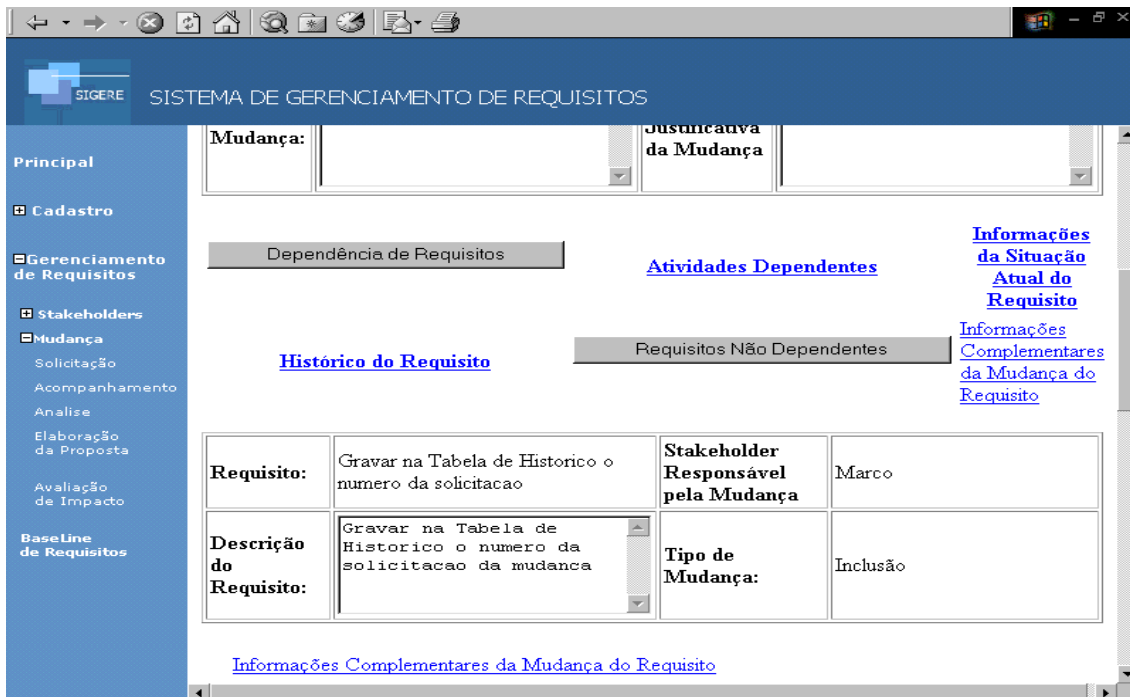 SIGERE
SISTEMA DE GERENCIAMENTO DE REQUISITOS
Principal
Cadastro
Gerenciamento
de Requisitos
Stakeholders
Mudança
Solicitação
Acompanhamento
Analise
Elaboração
da Proposta
Avaliação
de Impacto
BaseLine
de Requisitos
Mudança:
Justificativa
da Mudança
Dependência de Requisitos
Atividades Dependentes
Informações
da Situação
Atual do
Requisito
Histórico do Requisito
Requisitos Não Dependentes
Informações
Complementares
da Mudança do
Requisito
Requisito:
Gravar na Tabela de Historico o
numero da solicitacao
Stakeholder
Responsável
pela Mudança
Marco
Descrição
do
Requisito:
Gravar na Tabela de
Historico o numero da
solicitacao da mudanca
Tipo de
Mudança:
Inclusão
Informações Complementares da Mudança do Requisito